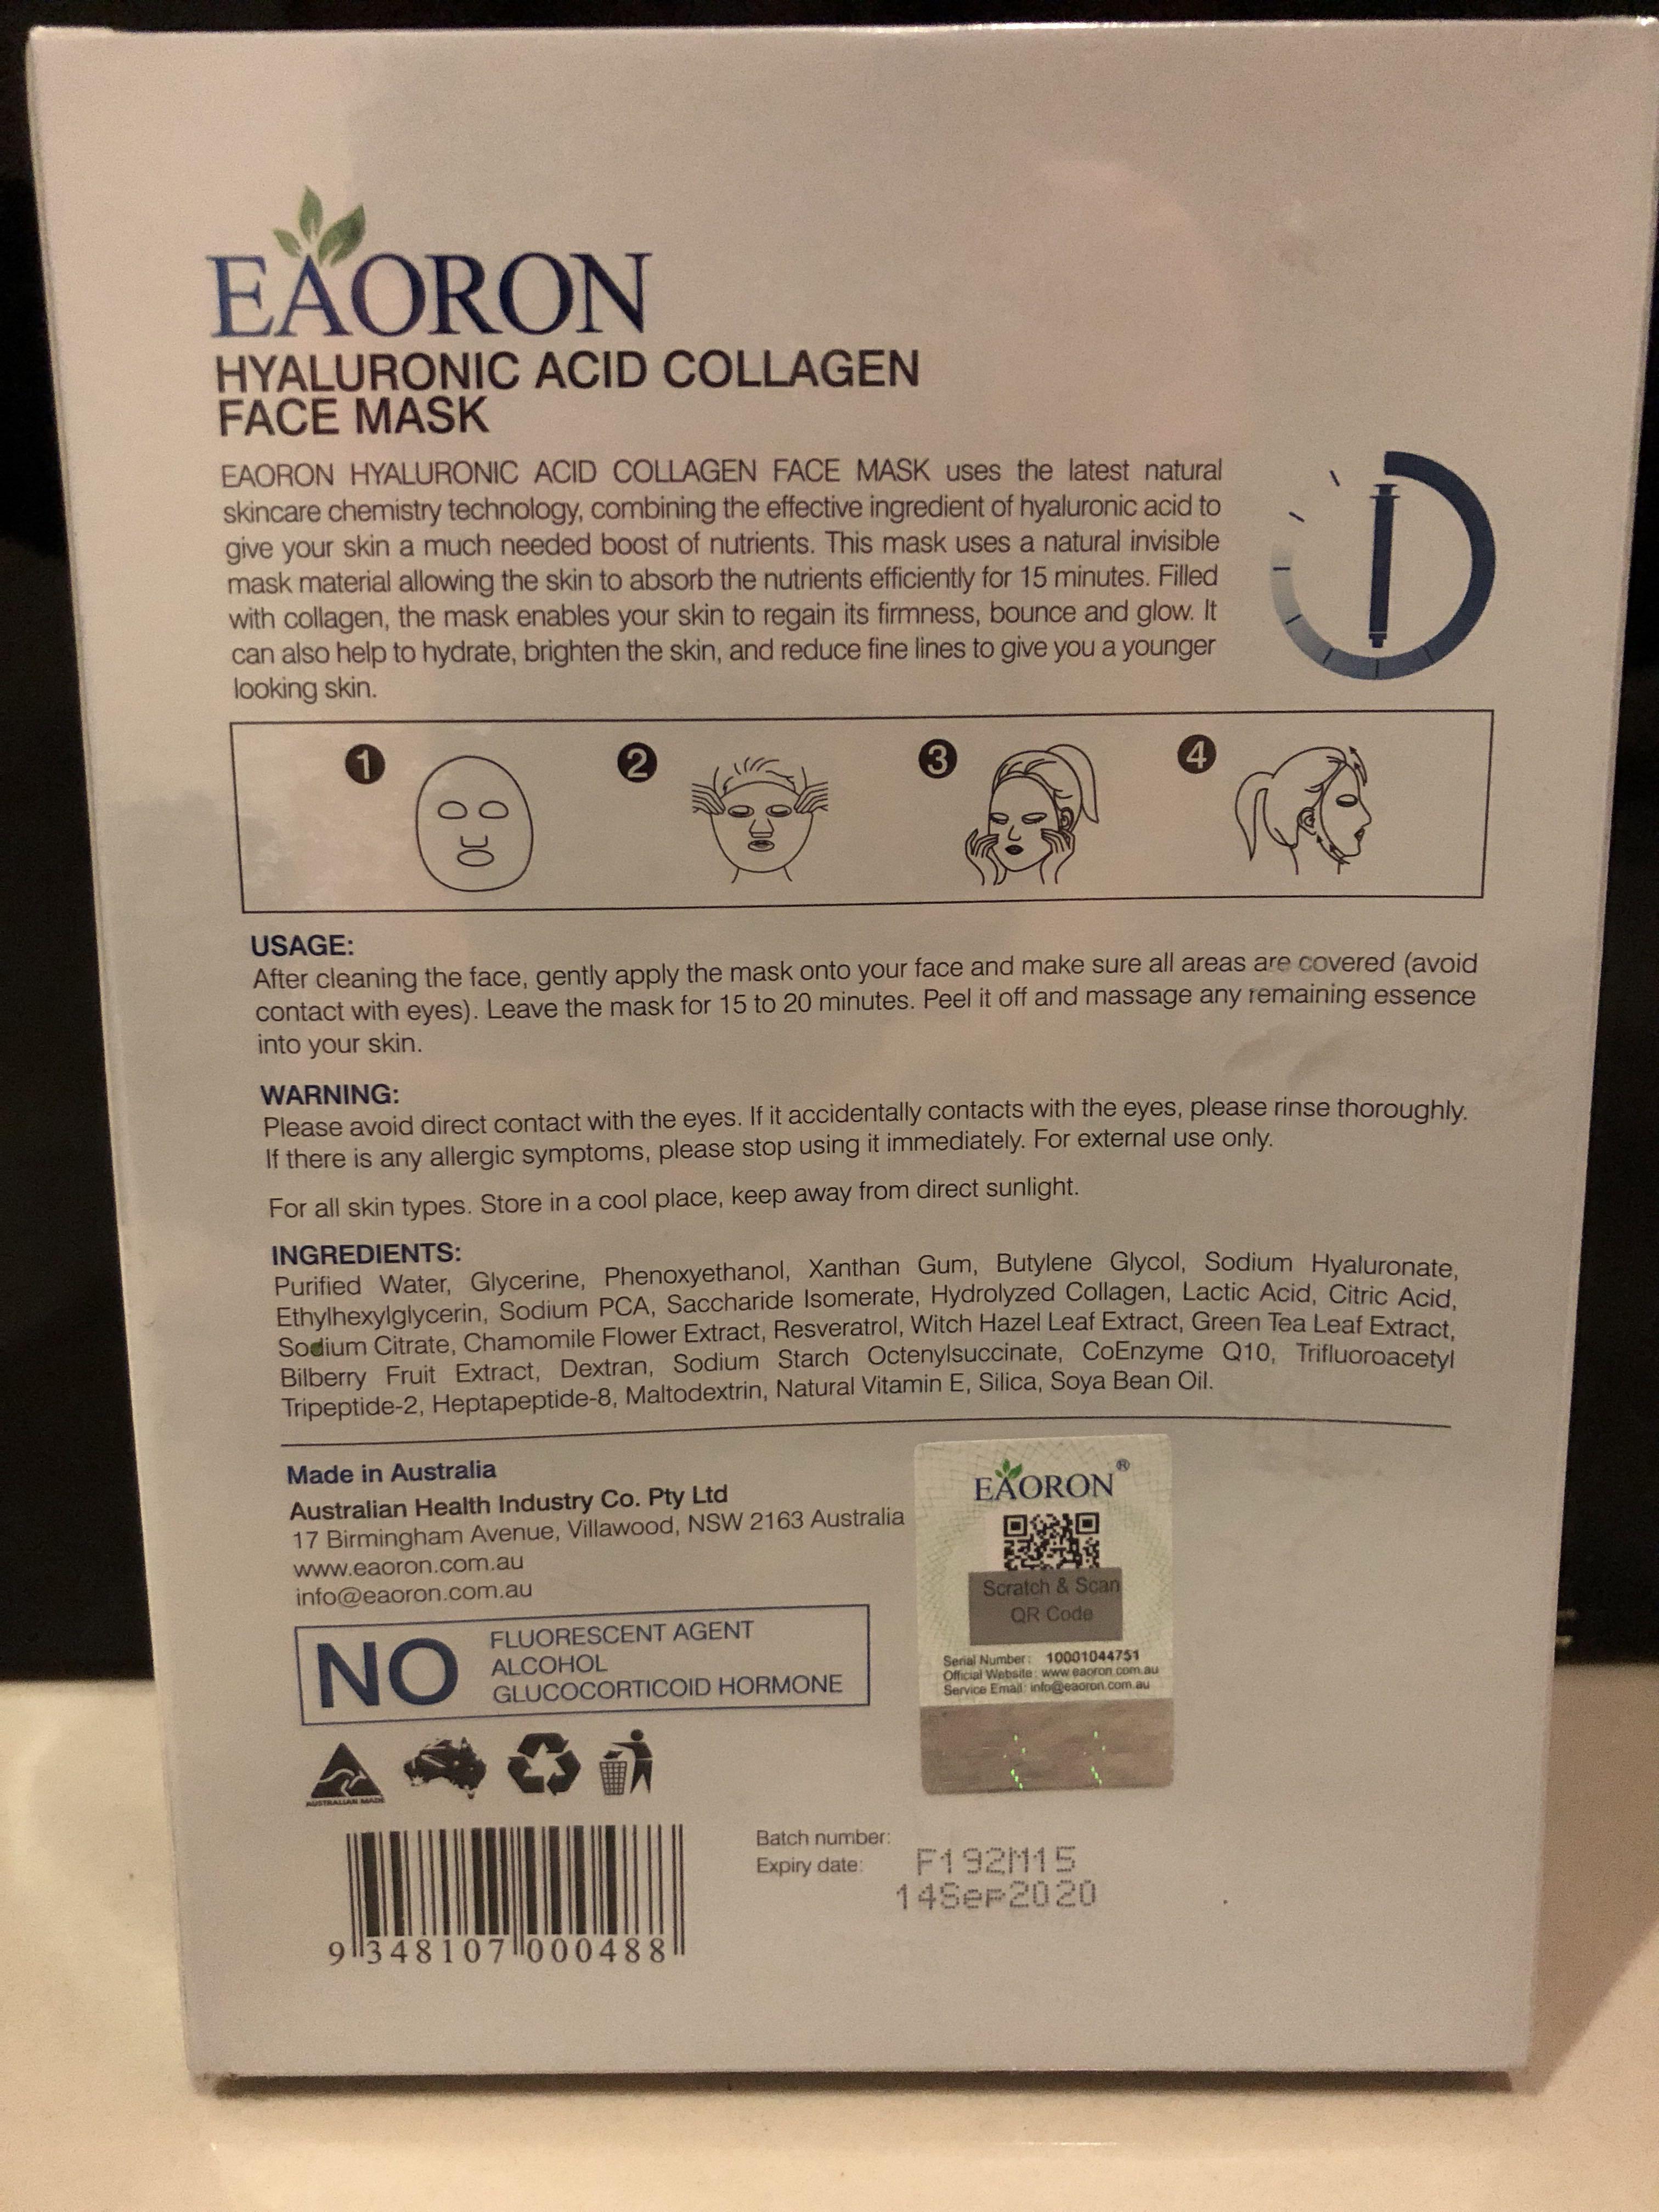 EAORON
HYALURONIC ACID COLLAGEN
FACE MASK
EAORON HYALURONIC ACID COLLAGEN FACE MASK uses the latest natural
skincare chemistry technology, combining the effective ingredient of hyaluronic acid to
give your skin a much needed boost of nutrients. This mask uses a natural invisible
mask material allowing the skin to absorb the nutrients efficiently for 15 minutes. Filled
with collagen, the mask enables your skin to regain its firmness, bounce and glow. It
can also help to hydrate, brighten the skin, and reduce fine lines to give you a younger
looking skin.
1 2 3 4
USAGE:
After cleaning the face, gently apply the mask onto your face and make sure all areas are covered (avoid
contact with eyes). Leave the mask for 15 to 20 minutes. Peel it off and massage any remaining essence
into your skin.
WARNING:
Please avoid direct contact with the eyes. If it accidentally contacts with the eyes, please rinse thoroughly.
If there is any allergic symptoms, please stop using it immediately. For external use only.
For all skin types. Store in a cool place, keep away from direct sunlight.
INGREDIENTS:
Purified Water, Glycerine, Phenoxyethanol, Xanthan Gum, Butylene Glycol, Sodium Hyaluronate,
Ethylhexylglycerin, Sodium PCA, Saccharide Isomerate, Hydrolyzed Collagen, Lactic Acid, Citric Acid,
Sodium Citrate, Chamomile Flower Extract, Resveratrol, Witch Hazel Leaf Extract, Green Tea Leaf Extract,
Bilberry Fruit Extract, Dextran, Sodium Starch Octenylsuccinate, CoEnzyme Q10, Trifluoroacetyl
Tripeptide-2, Heptapeptide-8, Maltodextrin, Natural Vitamin E, Silica, Soya Bean Oil.
Made in Australia
Australian Health Industry Co. Pty Ltd
17 Birmingham Avenue, Villawood, NSW 2163 Australia
www.eaoron.com.au
info@eaoron.com.au
NO
FLUORESCENT AGENT
ALCOHOL
GLUCOCORTICOID HORMONE
EAORON®
Scratch & Scan
QR Code
Serial Number: 10001044751
Official Website: www.eaoron.com.au
Service Email: info@eaoron.com.au
AUSTRALIAN MADE
Batch number: F192M15
Expiry date: 14Sep2020
9 348107 000488